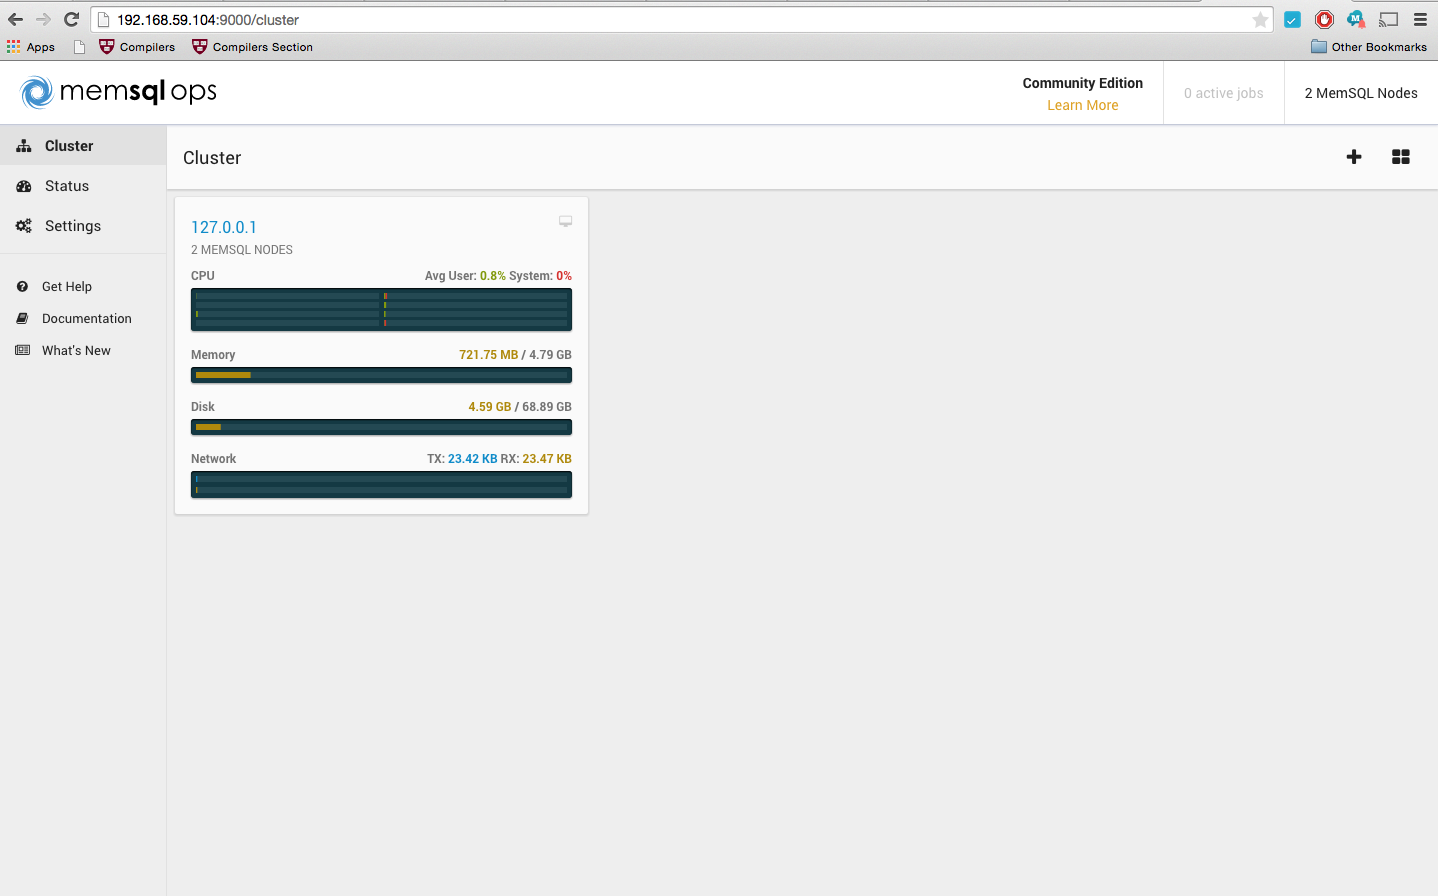 192.168.59.104:9000/cluster
Apps Compilers Compilers Section Other Bookmarks
memsql ops
Community Edition
Learn More
0 active jobs
2 MemSQL Nodes
Cluster
Status
Settings
Get Help
Documentation
What's New
Cluster
127.0.0.1
2 MEMSQL NODES
CPU Avg User: 0.8% System: 0%
Memory 721.75 MB / 4.79 GB
Disk 4.59 GB / 68.89 GB
Network TX: 23.42 KB RX: 23.47 KB